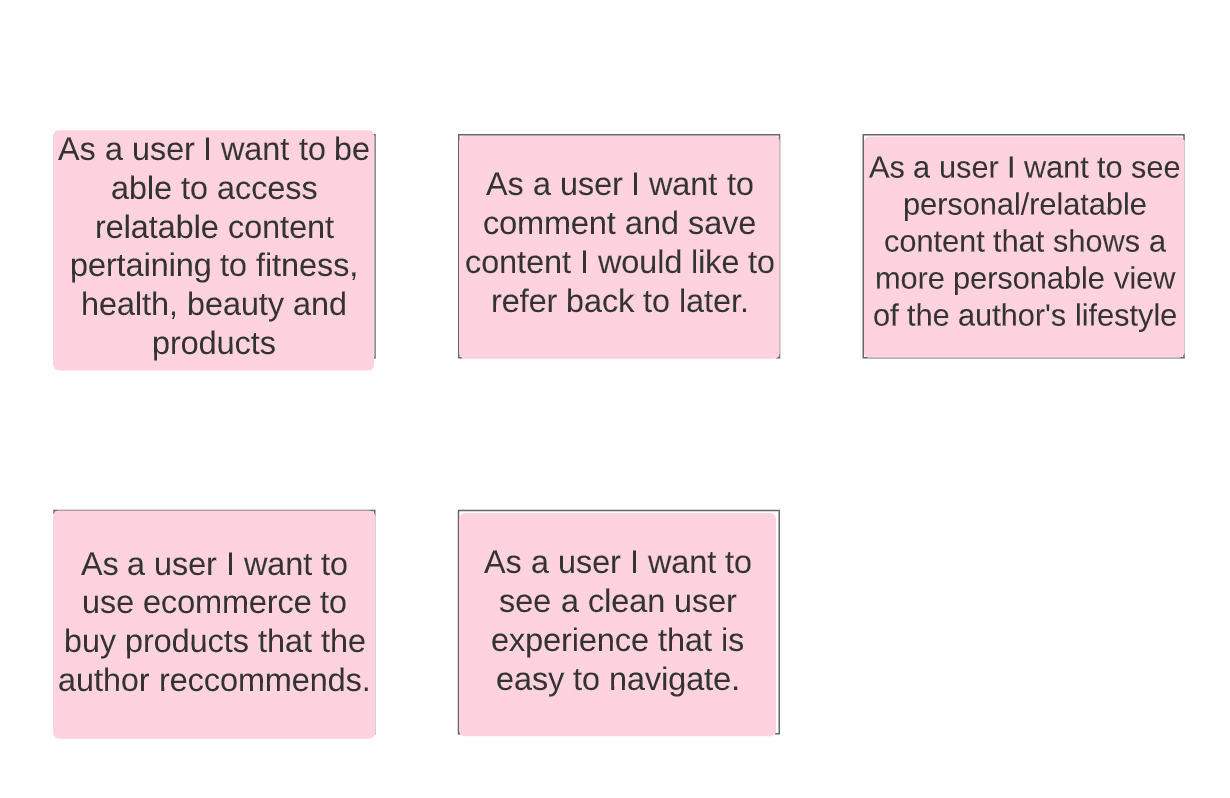 As a user I want to be
able to access
relatable content
pertaining to fitness,
health, beauty and
products
As a user I want to
comment and save
content I would like to
refer back to later.
As a user I want to see
personal/relatable
content that shows a
more personable view
of the author's lifestyle
As a user I want to
use ecommerce to
buy products that the
author reccommends.
As a user I want to
see a clean user
experience that is
easy to navigate.